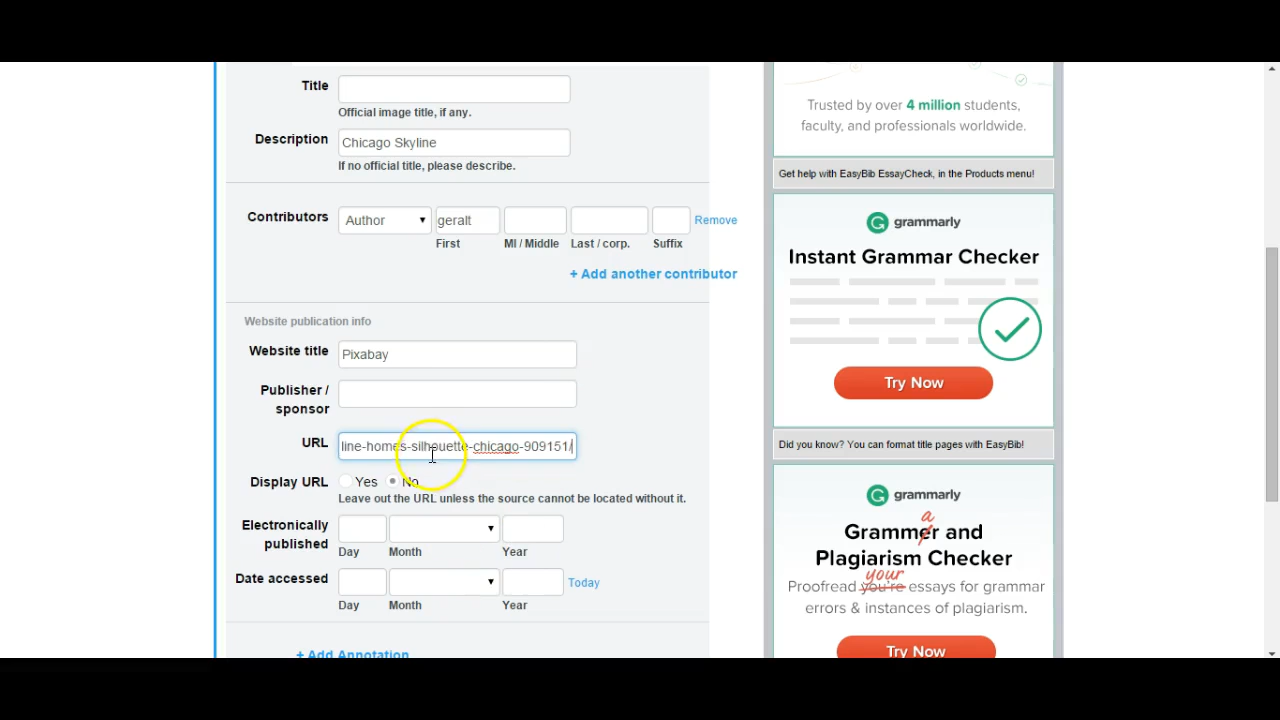 Title
Official image title, if any.
Description Chicago Skyline
If no official title, please describe.
Contributors Author geralt Remove
First MI / Middle Last / corp. Suffix
+ Add another contributor
Website publication info
Website title Pixabay
Publisher /
sponsor
URL line-homes-silhouette-chicago-909151/
Display URL Yes No
Leave out the URL unless the source cannot be located without it.
Electronically
published
Day Month Year
Date accessed Today
Day Month Year
+ Add Annotation
Trusted by over 4 million students,
faculty, and professionals worldwide.
Get help with EasyBib EssayCheck, in the Products menu!
G grammarly
Instant Grammar Checker
Try Now
Did you know? You can format title pages with EasyBib!
G grammarly
a
Grammer and
Plagiarism Checker
your
Proofread you're essays for grammar
errors & instances of plagiarism.
Try Now